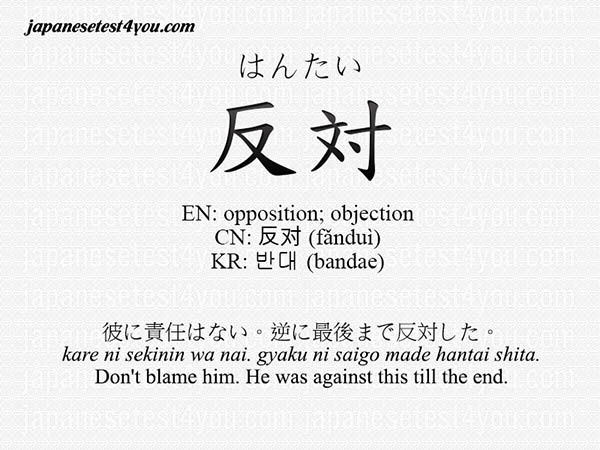 japanesetest4you.com
はんたい
反対
EN: opposition; objection
CN: 反对 (fǎnduì)
KR: 반대 (bandae)
彼に責任はない。逆に最後まで反対した。
kare ni sekinin wa nai. gyaku ni saigo made hantai shita.
Don't blame him. He was against this till the end.